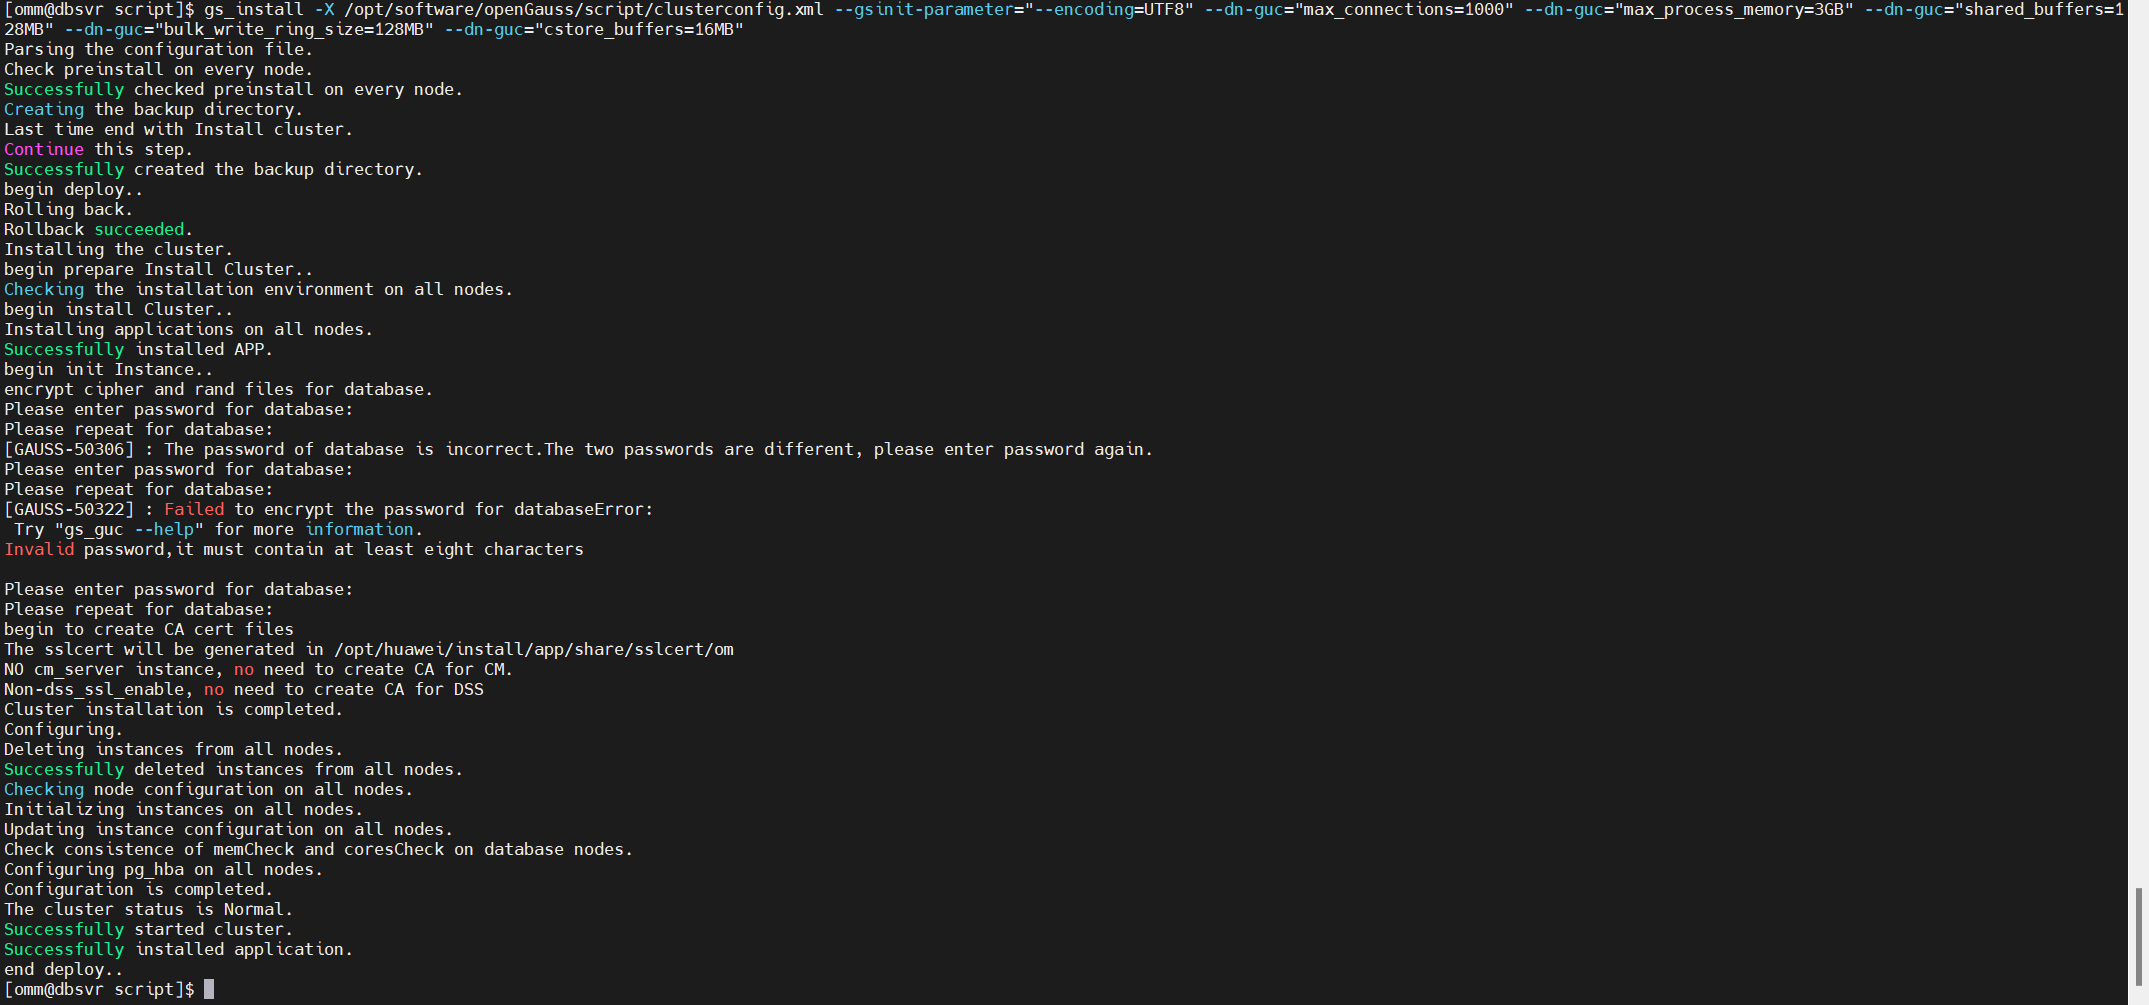 [omm@dbsvr script]$ gs_install -X /opt/software/openGauss/script/clusterconfig.xml --gsinit-parameter="--encoding=UTF8" --dn-guc="max_connections=1000" --dn-guc="max_process_memory=3GB" --dn-guc="shared_buffers=1
28MB" --dn-guc="bulk_write_ring_size=128MB" --dn-guc="cstore_buffers=16MB"
Parsing the configuration file.
Check preinstall on every node.
Successfully checked preinstall on every node.
Creating the backup directory.
Last time end with Install cluster.
Continue this step.
Successfully created the backup directory.
begin deploy..
Rolling back.
Rollback succeeded.
Installing the cluster.
begin prepare Install Cluster..
Checking the installation environment on all nodes.
begin install Cluster..
Installing applications on all nodes.
Successfully installed APP.
begin init Instance..
encrypt cipher and rand files for database.
Please enter password for database:
Please repeat for database:
[GAUSS-50306] : The password of database is incorrect.The two passwords are different, please enter password again.
Please enter password for database:
Please repeat for database:
[GAUSS-50322] : Failed to encrypt the password for databaseError:
 Try "gs_guc --help" for more information.
Invalid password,it must contain at least eight characters

Please enter password for database:
Please repeat for database:
begin to create CA cert files
The sslcert will be generated in /opt/huawei/install/app/share/sslcert/om
NO cm_server instance, no need to create CA for CM.
Non-dss_ssl_enable, no need to create CA for DSS
Cluster installation is completed.
Configuring.
Deleting instances from all nodes.
Successfully deleted instances from all nodes.
Checking node configuration on all nodes.
Initializing instances on all nodes.
Updating instance configuration on all nodes.
Check consistence of memCheck and coresCheck on database nodes.
Configuring pg_hba on all nodes.
Configuration is completed.
The cluster status is Normal.
Successfully started cluster.
Successfully installed application.
end deploy..
[omm@dbsvr script]$